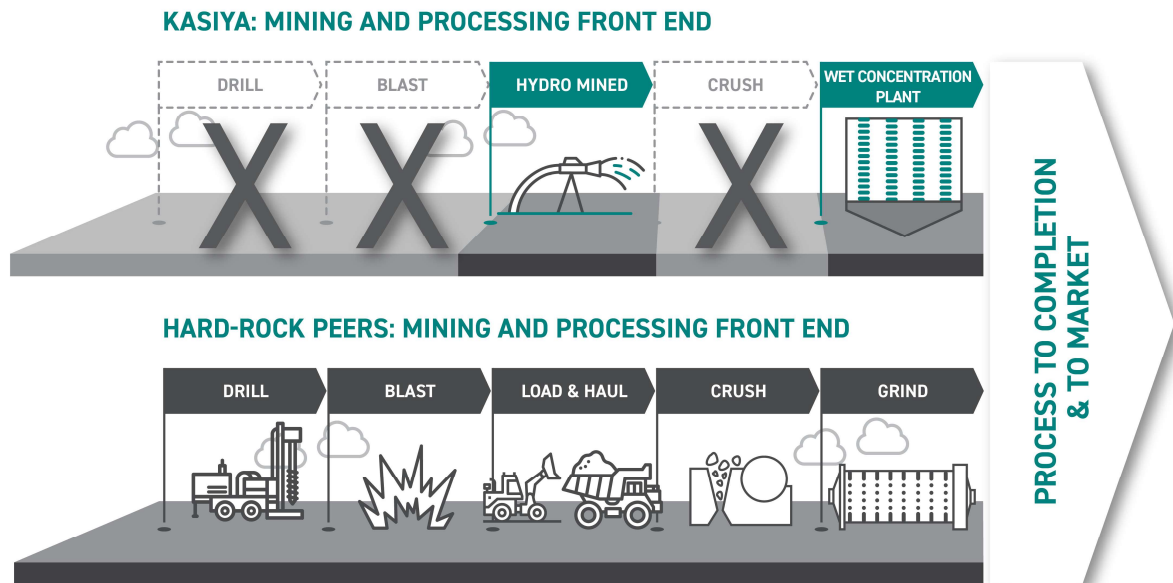 KASIYA: MINING AND PROCESSING FRONT END
DRILL
BLAST
HYDRO MINED
CRUSH
WET CONCENTRATION
PLANT
HARD-ROCK PEERS: MINING AND PROCESSING FRONT END
DRILL
BLAST
LOAD & HAUL
CRUSH
GRIND
PROCESS TO COMPLETION
& TO MARKET